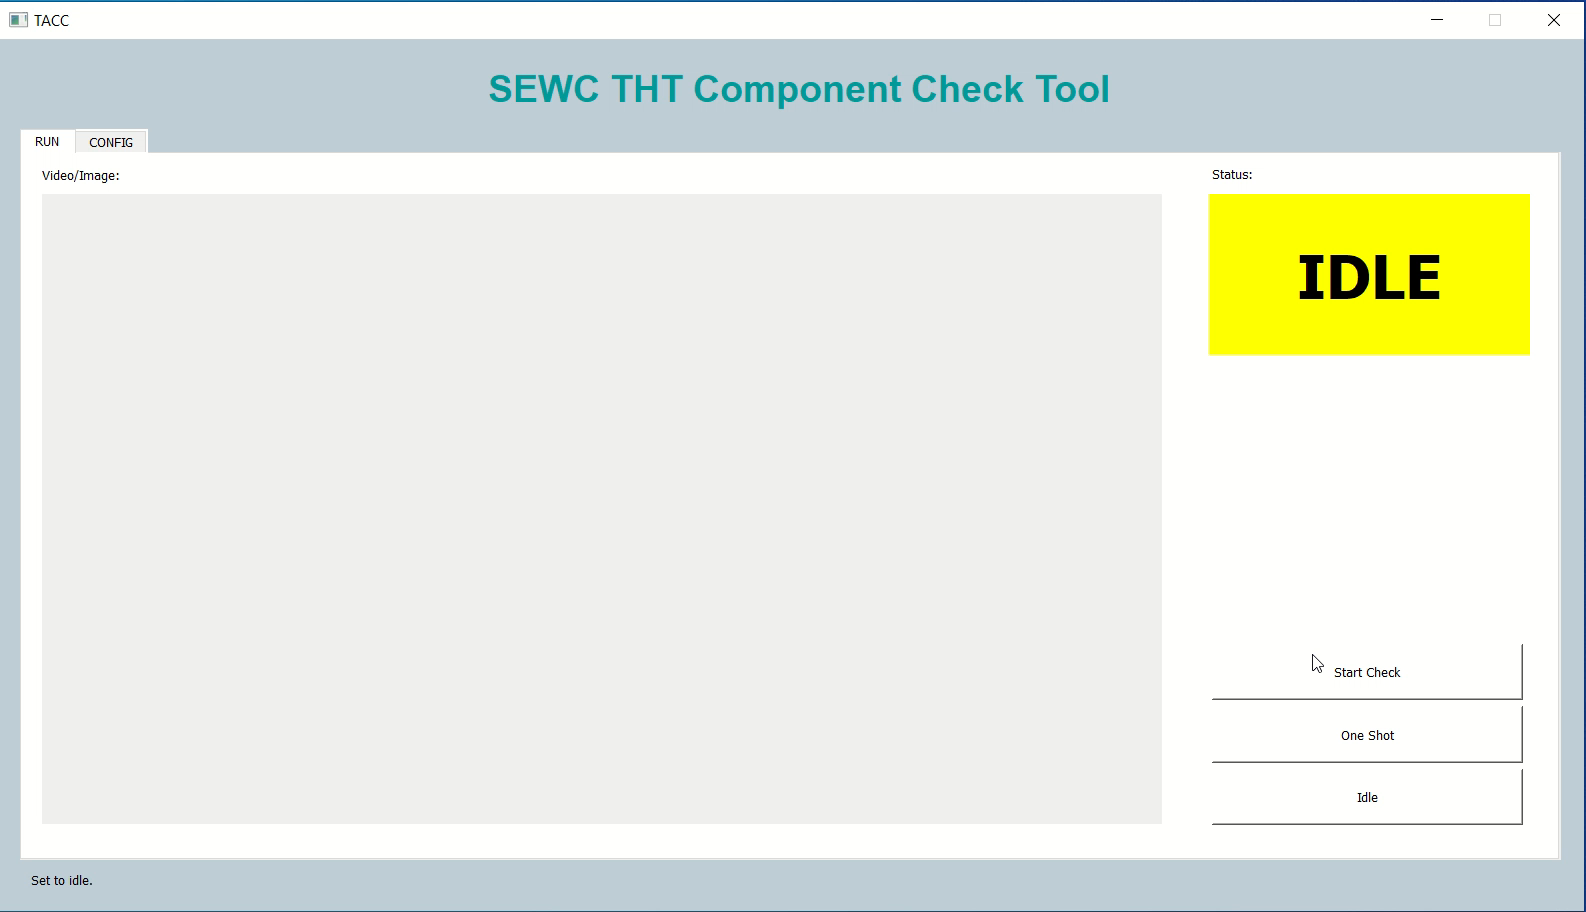 TACC
SEWC THT Component Check Tool
RUN
CONFIG
Video/Image:
Status:
IDLE
Start Check
One Shot
Idle
Set to idle.